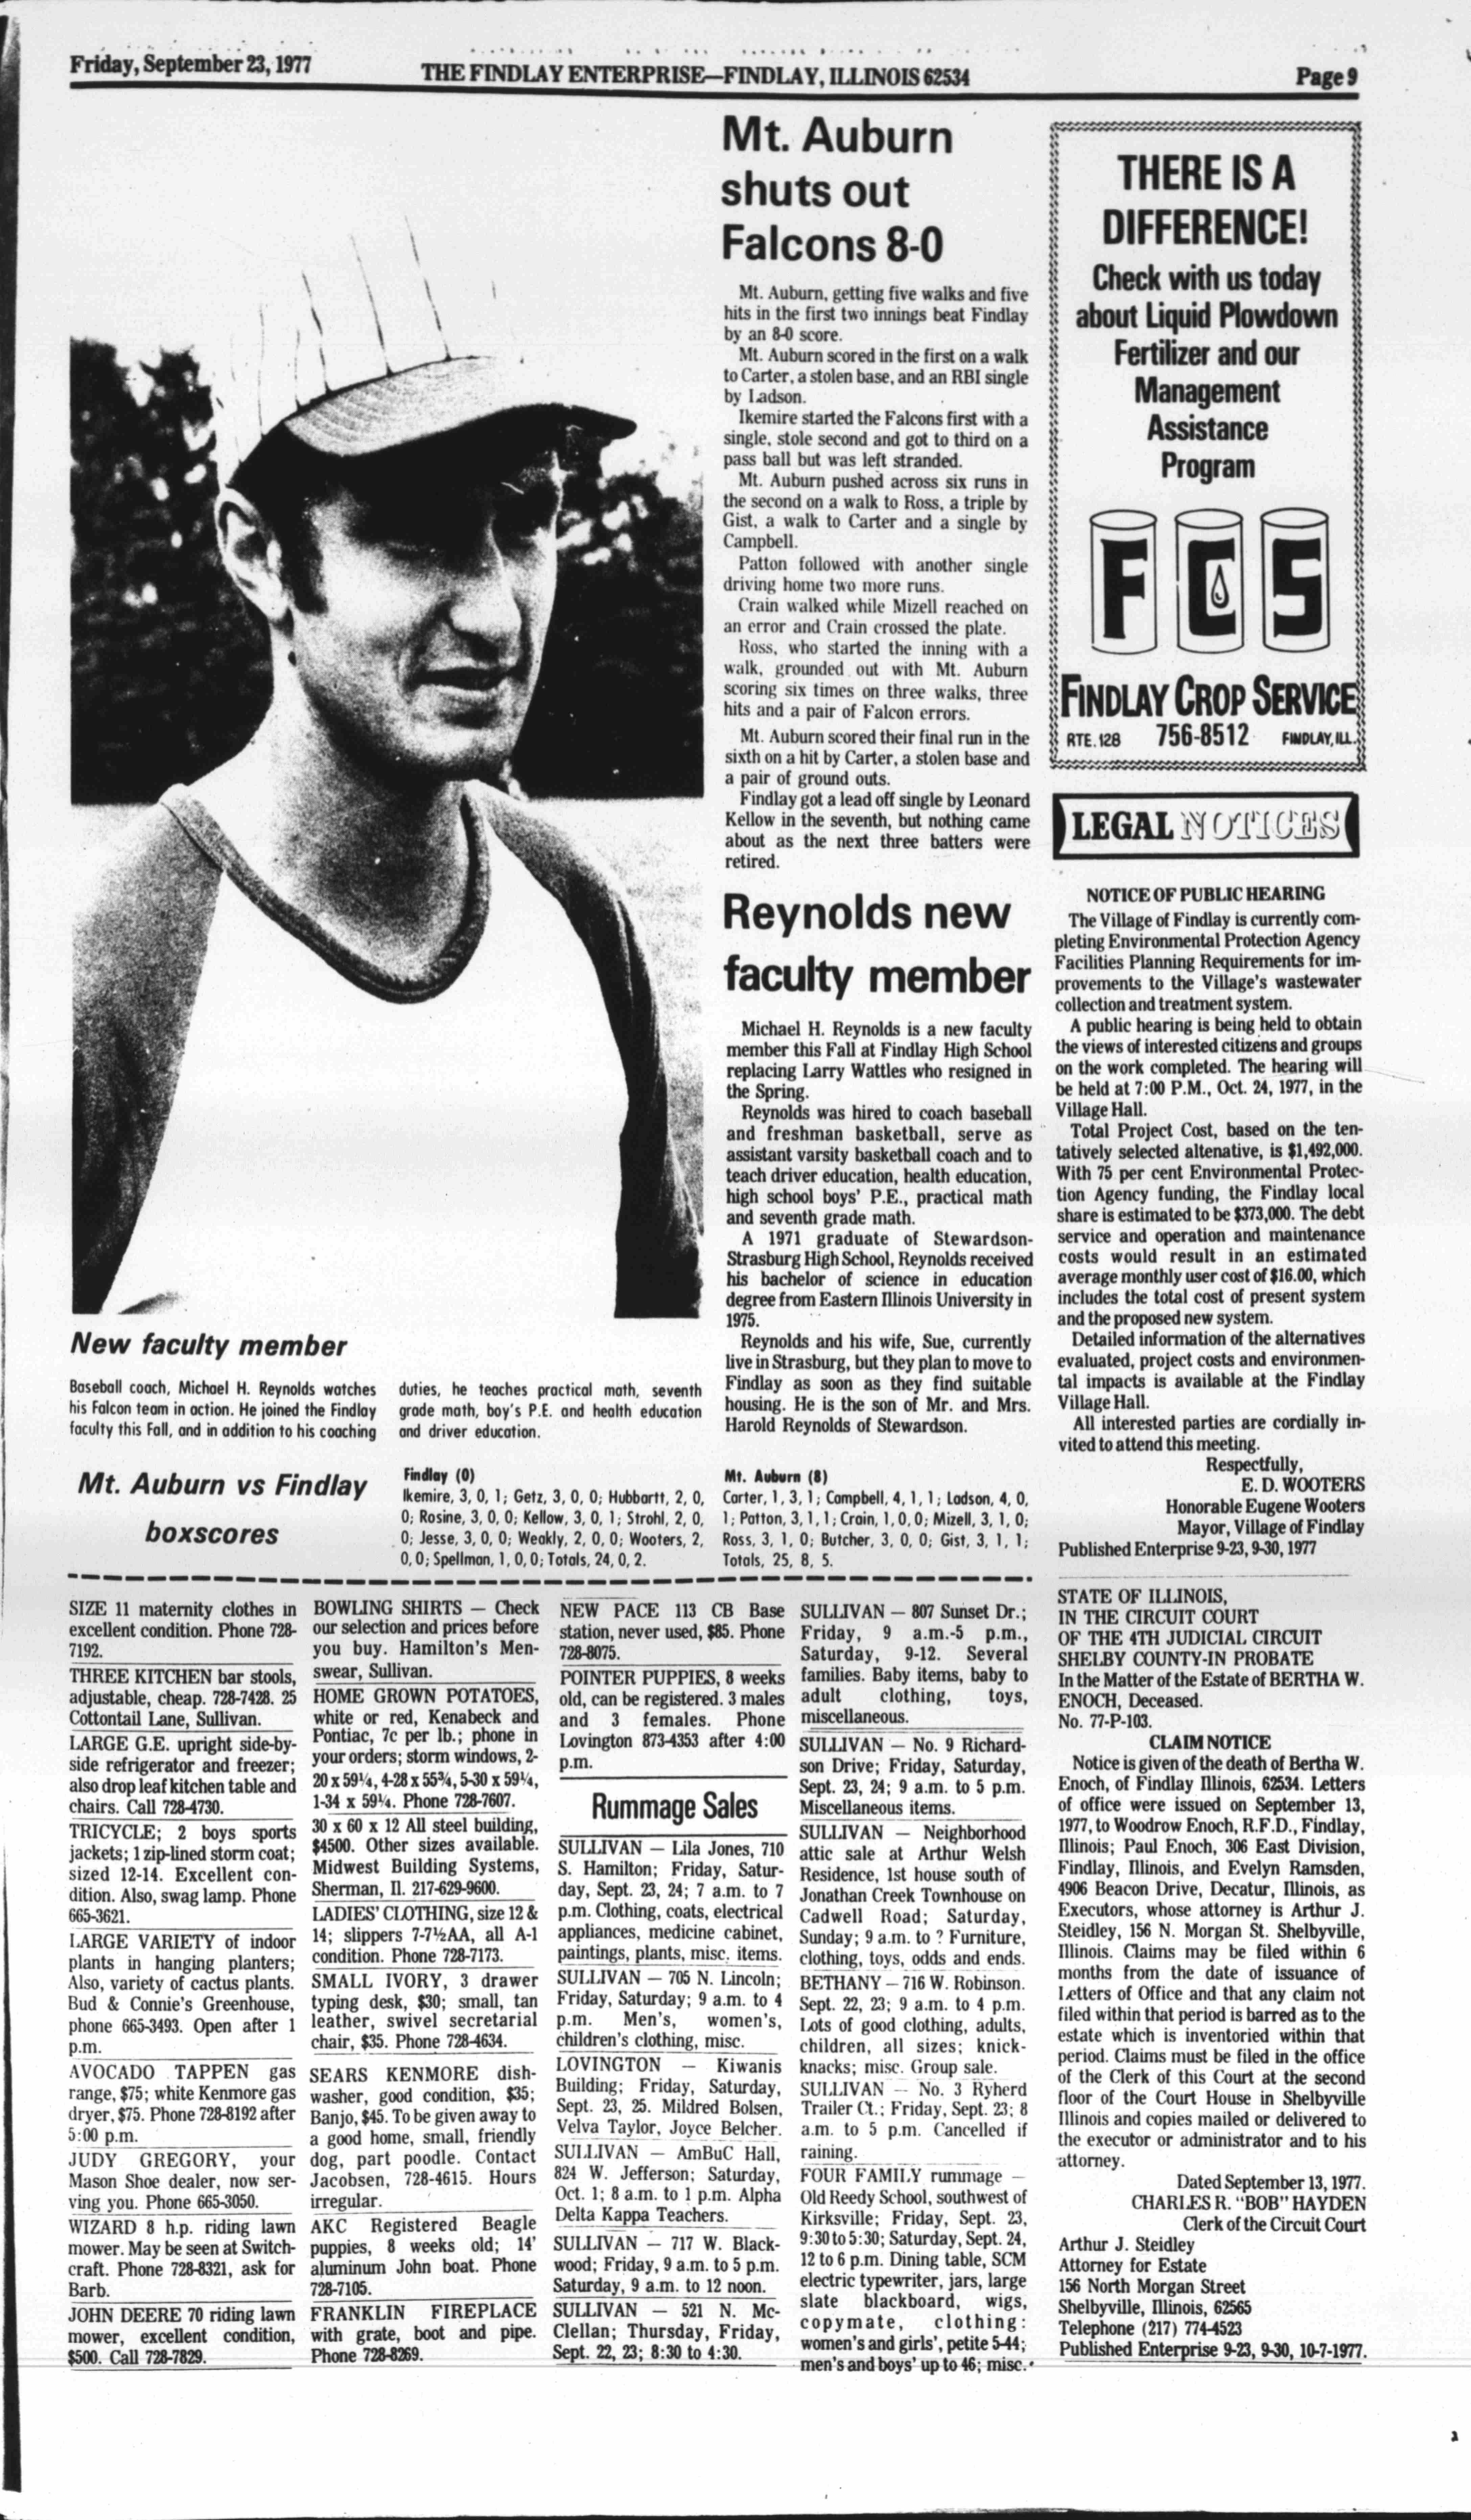 Friday, September 23, 1977
THE FINDLAY ENTERPRISE—FINDLAY, ILLINOIS 62534
Page 9
New faculty member
Baseball coach, Michael H. Reynolds watches
his Falcon team in action. He joined the Findlay
faculty this Fall, and in addition to his coaching
duties, he teaches practical math, seventh
grade math, boy's P.E. and health education
and driver education.
Mt. Auburn
shuts out
Falcons 8-0
Mt. Auburn, getting five walks and five
hits in the first two innings beat Findlay
by an 8-0 score.
Mt. Auburn scored in the first on a walk
to Carter, a stolen base, and an RBI single
by Ladson.
Ikemire started the Falcons first with a
single, stole second and got to third on a
pass ball but was left stranded.
Mt. Auburn pushed across six runs in
the second on a walk to Ross, a triple by
Gist, a walk to Carter and a single by
Campbell.
Patton followed with another single
driving home two more runs.
Crain walked while Mizell reached on
an error and Crain crossed the plate.
Ross, who started the inning with a
walk, grounded out with Mt. Auburn
scoring six times on three walks, three
hits and a pair of Falcon errors.
Mt. Auburn scored their final run in the
sixth on a hit by Carter, a stolen base and
a pair of ground outs.
Findlay got a lead off single by Leonard
Kellow in the seventh, but nothing came
about as the next three batters were
retired.
Reynolds new
faculty member
Michael H. Reynolds is a new faculty
member this Fall at Findlay High School
replacing Larry Wattles who resigned in
the Spring.
Reynolds was hired to coach baseball
and freshman basketball, serve as
assistant varsity basketball coach and to
teach driver education, health education,
high school boys' P.E., practical math
and seventh grade math.
A 1971 graduate of Stewardson-
Strasburg High School, Reynolds received
his bachelor of science in education
degree from Eastern Illinois University in
1975.
Reynolds and his wife, Sue, currently
live in Strasburg, but they plan to move to
Findlay as soon as they find suitable
housing. He is the son of Mr. and Mrs.
Harold Reynolds of Stewardson.
Mt. Auburn vs Findlay
boxscores
Findlay (0)
Ikemire, 3, 0, 1; Getz, 3, 0, 0; Hubbartt, 2, 0,
0; Rosine, 3, 0, 0; Kellow, 3, 0, 1; Strohl, 2, 0,
0; Jesse, 3, 0, 0; Weakly, 2, 0, 0; Wooters, 2,
0, 0; Spellman, 1, 0, 0; Totals, 24, 0, 2.
Mt. Auburn (8)
Carter, 1, 3, 1; Campbell, 4, 1, 1; Ladson, 4, 0,
1; Patton, 3, 1, 1; Crain, 1, 0, 0; Mizell, 3, 1, 0;
Ross, 3, 1, 0; Butcher, 3, 0, 0; Gist, 3, 1, 1;
Totals, 25, 8, 5.
THERE IS A
DIFFERENCE!
Check with us today
about Liquid Plowdown
Fertilizer and our
Management
Assistance
Program
FCS
FINDLAY CROP SERVICE
RTE. 128 756-8512 FINDLAY, ILL.
LEGAL NOTICES
NOTICE OF PUBLIC HEARING
The Village of Findlay is currently com-
pleting Environmental Protection Agency
Facilities Planning Requirements for im-
provements to the Village's wastewater
collection and treatment system.
A public hearing is being held to obtain
the views of interested citizens and groups
on the work completed. The hearing will
be held at 7:00 P.M., Oct. 24, 1977, in the
Village Hall.
Total Project Cost, based on the ten-
tatively selected altenative, is $1,492,000.
With 75 per cent Environmental Protec-
tion Agency funding, the Findlay local
share is estimated to be $373,000. The debt
service and operation and maintenance
costs would result in an estimated
average monthly user cost of $16.00, which
includes the total cost of present system
and the proposed new system.
Detailed information of the alternatives
evaluated, project costs and environmen-
tal impacts is available at the Findlay
Village Hall.
All interested parties are cordially in-
vited to attend this meeting.
Respectfully,
E. D. WOOTERS
Honorable Eugene Wooters
Mayor, Village of Findlay
Published Enterprise 9-23, 9-30, 1977
STATE OF ILLINOIS,
IN THE CIRCUIT COURT
OF THE 4TH JUDICIAL CIRCUIT
SHELBY COUNTY-IN PROBATE
In the Matter of the Estate of BERTHA W.
ENOCH, Deceased.
No. 77-P-103.
CLAIM NOTICE
Notice is given of the death of Bertha W.
Enoch, of Findlay Illinois, 62534. Letters
of office were issued on September 13,
1977, to Woodrow Enoch, R.F.D., Findlay,
Illinois; Paul Enoch, 306 East Division,
Findlay, Illinois, and Evelyn Ramsden,
4906 Beacon Drive, Decatur, Illinois, as
Executors, whose attorney is Arthur J.
Steidley, 156 N. Morgan St. Shelbyville,
Illinois. Claims may be filed within 6
months from the date of issuance of
Letters of Office and that any claim not
filed within that period is barred as to the
estate which is inventoried within that
period. Claims must be filed in the office
of the Clerk of this Court at the second
floor of the Court House in Shelbyville
Illinois and copies mailed or delivered to
the executor or administrator and to his
attorney.
Dated September 13, 1977.
CHARLES R. "BOB" HAYDEN
Clerk of the Circuit Court
Arthur J. Steidley
Attorney for Estate
156 North Morgan Street
Shelbyville, Illinois, 62565
Telephone (217) 774-4523
Published Enterprise 9-23, 9-30, 10-7-1977.
SIZE 11 maternity clothes in
excellent condition. Phone 728-
7192.
THREE KITCHEN bar stools,
adjustable, cheap. 728-7428. 25
Cottontail Lane, Sullivan.
LARGE G.E. upright side-by-
side refrigerator and freezer;
also drop leaf kitchen table and
chairs. Call 728-4730.
TRICYCLE; 2 boys sports
jackets; 1 zip-lined storm coat;
sized 12-14. Excellent con-
dition. Also, swag lamp. Phone
665-3621.
LARGE VARIETY of indoor
plants in hanging planters;
Also, variety of cactus plants.
Bud & Connie's Greenhouse,
phone 665-3493. Open after 1
p.m.
AVOCADO TAPPEN gas
range, $75; white Kenmore gas
dryer, $75. Phone 728-8192 after
5:00 p.m.
JUDY GREGORY, your
Mason Shoe dealer, now ser-
ving you. Phone 665-3050.
WIZARD 8 h.p. riding lawn
mower. May be seen at Switch-
craft. Phone 728-8321, ask for
Barb.
JOHN DEERE 70 riding lawn
mower, excellent condition,
$500. Call 728-7829.
BOWLING SHIRTS — Check
our selection and prices before
you buy. Hamilton's Men-
swear, Sullivan.
HOME GROWN POTATOES,
white or red, Kenabeck and
Pontiac, 7c per lb.; phone in
your orders; storm windows, 2-
20 x 59¼, 4-28 x 55¾, 5-30 x 59¼,
1-34 x 59¼. Phone 728-7607.
30 x 60 x 12 All steel building,
$4500. Other sizes available.
Midwest Building Systems,
Sherman, Il. 217-629-9600.
LADIES' CLOTHING, size 12 &
14; slippers 7-7½AA, all A-1
condition. Phone 728-7173.
SMALL IVORY, 3 drawer
typing desk, $30; small, tan
leather, swivel secretarial
chair, $35. Phone 728-4634.
SEARS KENMORE dish-
washer, good condition, $35;
Banjo, $45. To be given away to
a good home, small, friendly
dog, part poodle. Contact
Jacobsen, 728-4615. Hours
irregular.
AKC Registered Beagle
puppies, 8 weeks old; 14'
aluminum John boat. Phone
728-7105.
FRANKLIN FIREPLACE
with grate, boot and pipe.
Phone 728-8269.
NEW PACE 113 CB Base
station, never used, $85. Phone
728-8075.
POINTER PUPPIES, 8 weeks
old, can be registered. 3 males
and 3 females. Phone
Lovington 873-4353 after 4:00
p.m.
Rummage Sales
SULLIVAN — Lila Jones, 710
S. Hamilton; Friday, Satur-
day, Sept. 23, 24; 7 a.m. to 7
p.m. Clothing, coats, electrical
appliances, medicine cabinet,
paintings, plants, misc. items.
SULLIVAN — 705 N. Lincoln;
Friday, Saturday; 9 a.m. to 4
p.m. Men's, women's,
children's clothing, misc.
LOVINGTON — Kiwanis
Building; Friday, Saturday,
Sept. 23, 25. Mildred Bolsen,
Velva Taylor, Joyce Belcher.
SULLIVAN — AmBuC Hall,
824 W. Jefferson; Saturday,
Oct. 1; 8 a.m. to 1 p.m. Alpha
Delta Kappa Teachers.
SULLIVAN — 717 W. Black-
wood; Friday, 9 a.m. to 5 p.m.
Saturday, 9 a.m. to 12 noon.
SULLIVAN — 521 N. Mc-
Clellan; Thursday, Friday,
Sept. 22, 23; 8:30 to 4:30.
SULLIVAN — 807 Sunset Dr.;
Friday, 9 a.m.-5 p.m.,
Saturday, 9-12. Several
families. Baby items, baby to
adult clothing, toys,
miscellaneous.
SULLIVAN — No. 9 Richard-
son Drive; Friday, Saturday,
Sept. 23, 24; 9 a.m. to 5 p.m.
Miscellaneous items.
SULLIVAN — Neighborhood
attic sale at Arthur Welsh
Residence, 1st house south of
Jonathan Creek Townhouse on
Cadwell Road; Saturday,
Sunday; 9 a.m. to ? Furniture,
clothing, toys, odds and ends.
BETHANY — 716 W. Robinson.
Sept. 22, 23; 9 a.m. to 4 p.m.
Lots of good clothing, adults,
children, all sizes; knick-
knacks; misc. Group sale.
SULLIVAN — No. 3 Ryherd
Trailer Ct.; Friday, Sept. 23; 8
a.m. to 5 p.m. Cancelled if
raining.
FOUR FAMILY rummage —
Old Reedy School, southwest of
Kirksville; Friday, Sept. 23,
9:30 to 5:30; Saturday, Sept. 24,
12 to 6 p.m. Dining table, SCM
electric typewriter, jars, large
slate blackboard, wigs,
copymate, clothing:
women's and girls', petite 5-44;
men's and boys' up to 46; misc.